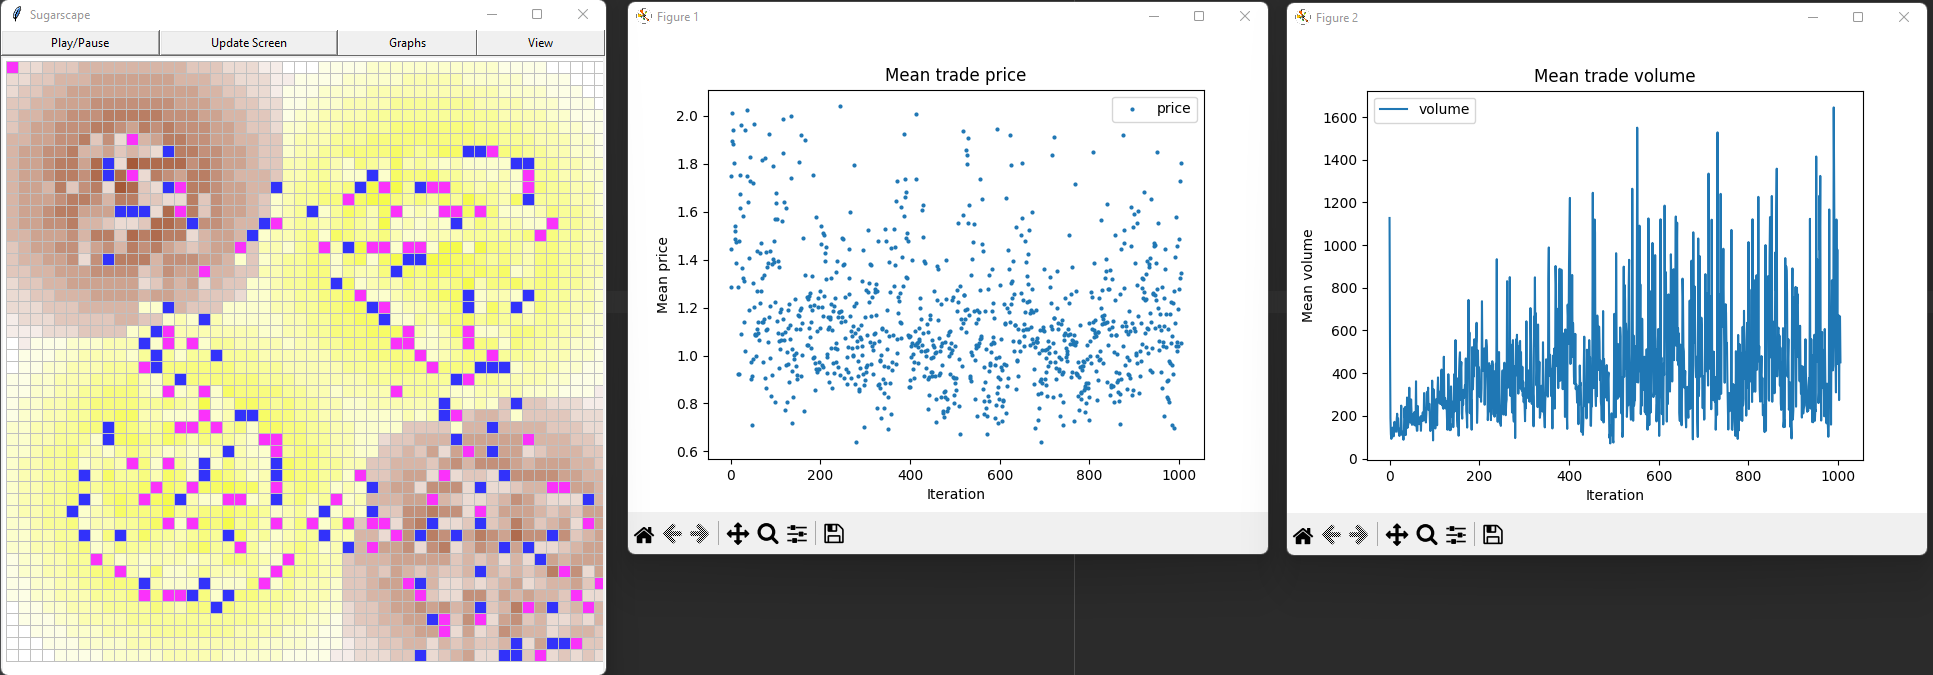 Sugarscape
Play/Pause Update Screen Graphs View
Figure 1
Mean trade price
price
Mean price
2.0
1.8
1.6
1.4
1.2
1.0
0.8
0.6
0 200 400 600 800 1000
Iteration
Figure 2
Mean trade volume
volume
Mean volume
1600
1400
1200
1000
800
600
400
200
0
0 200 400 600 800 1000
Iteration